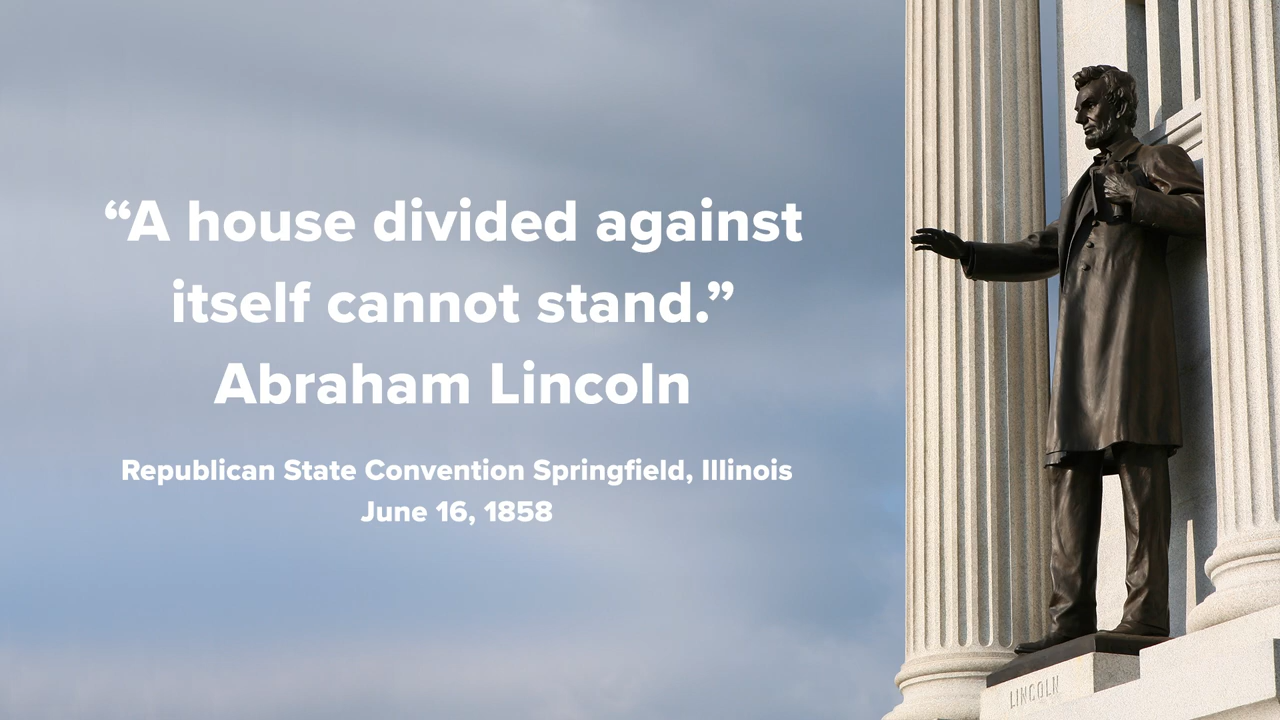 “A house divided against
itself cannot stand.”
Abraham Lincoln
Republican State Convention Springfield, Illinois
June 16, 1858
LINCOLN